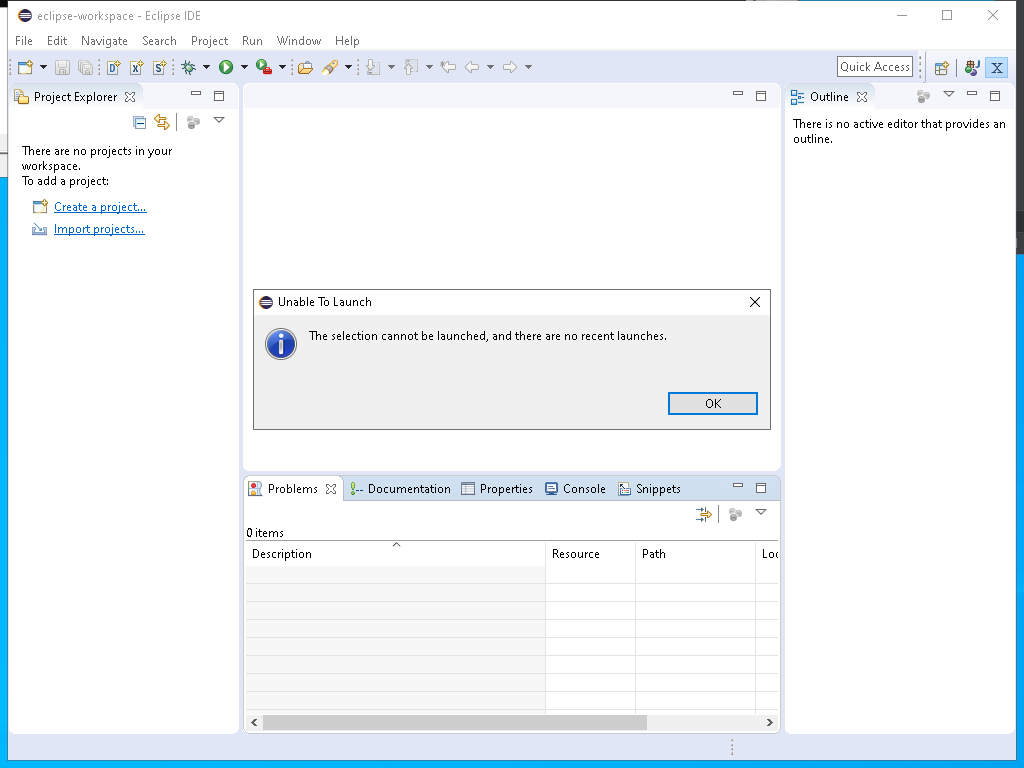 eclipse-workspace - Eclipse IDE
File Edit Navigate Search Project Run Window Help
Quick Access
Project Explorer
There are no projects in your
workspace.
To add a project:
Create a project...
Import projects...
Outline
There is no active editor that provides an
outline.
Unable To Launch
The selection cannot be launched, and there are no recent launches.
OK
Problems Documentation Properties Console Snippets
0 items
Description Resource Path Loc